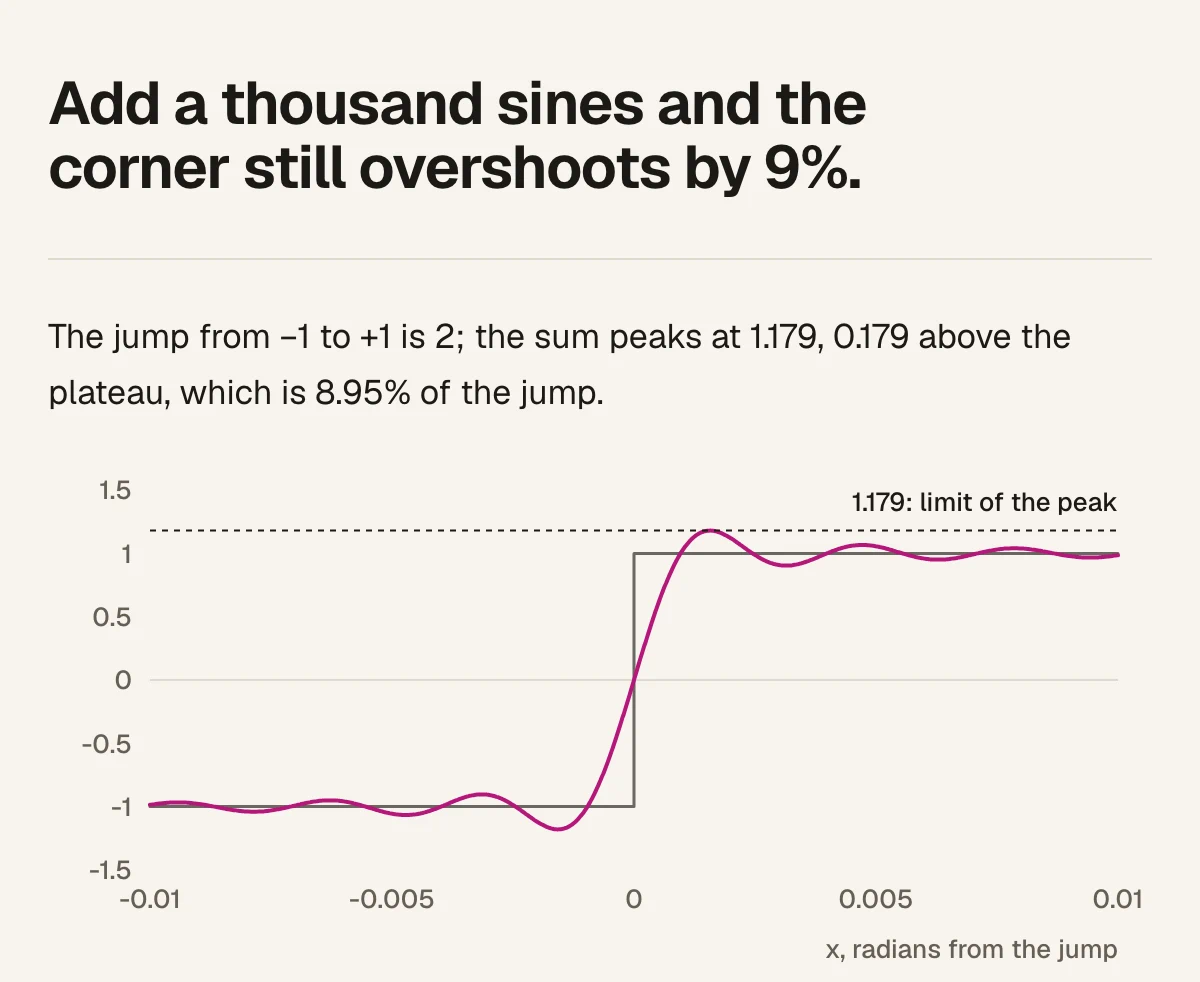 Add a thousand sines and the
corner still overshoots by 9%.
The jump from −1 to +1 is 2; the sum peaks at 1.179, 0.179 above the
plateau, which is 8.95% of the jump.
1.5
1.179: limit of the peak
1
0.5
0
-0.5
-1
-1.5
-0.01 -0.005 0 0.005 0.01
x, radians from the jump